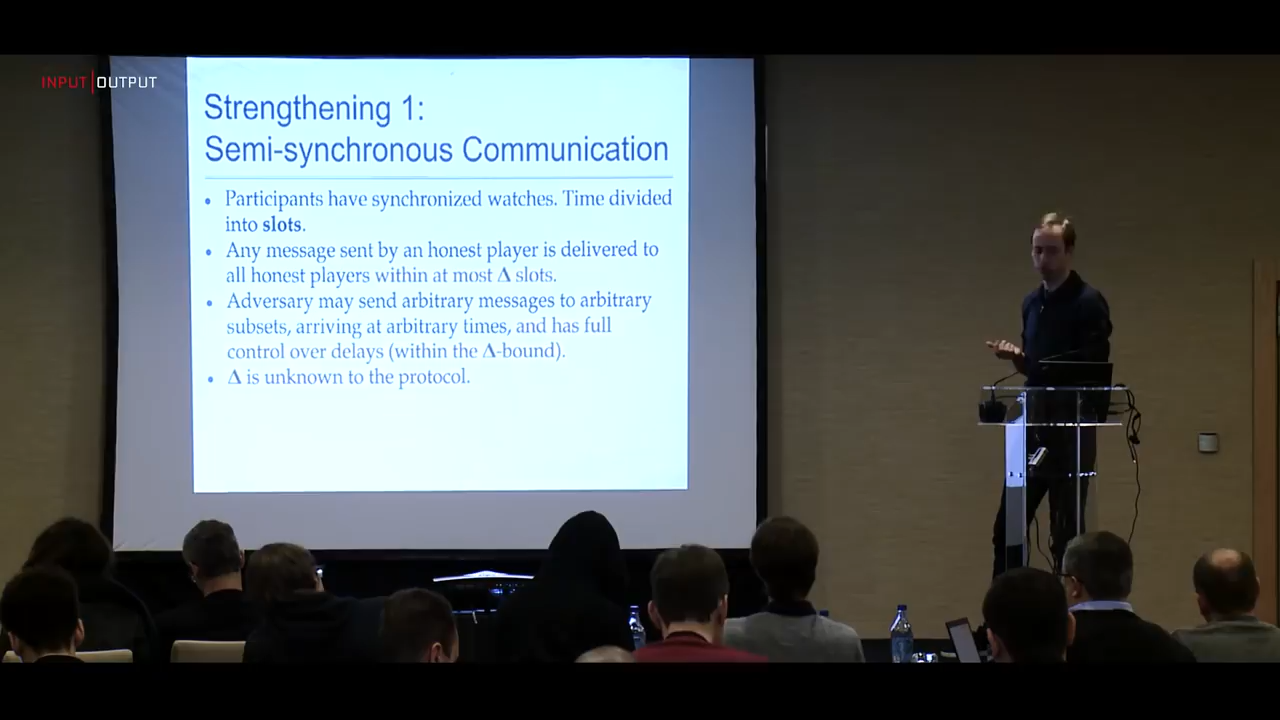 INPUT|OUTPUT
Strengthening 1:
Semi-synchronous Communication
• Participants have synchronized watches. Time divided
into slots.
• Any message sent by an honest player is delivered to
all honest players within at most Δ slots.
• Adversary may send arbitrary messages to arbitrary
subsets, arriving at arbitrary times, and has full
control over delays (within the Δ-bound).
• Δ is unknown to the protocol.